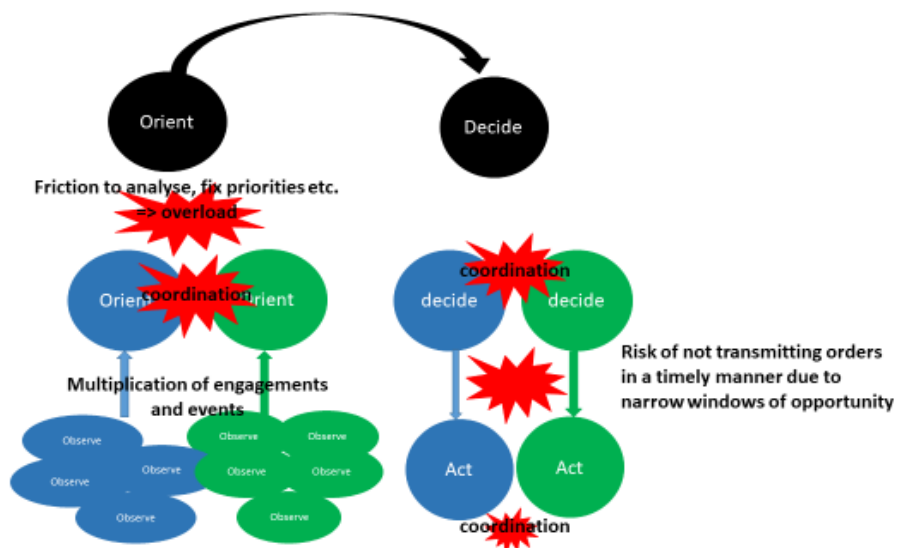 Orient
Decide
Friction to analyse, fix priorities etc.
=> overload
Orient
coordination
Orient
coordination
decide
decide
Risk of not transmitting orders
in a timely manner due to
narrow windows of opportunity
Multiplication of engagements
and events
Observe
Observe
Observe
Observe
Observe
Observe
Observe
Observe
Observe
Act
Act
coordination